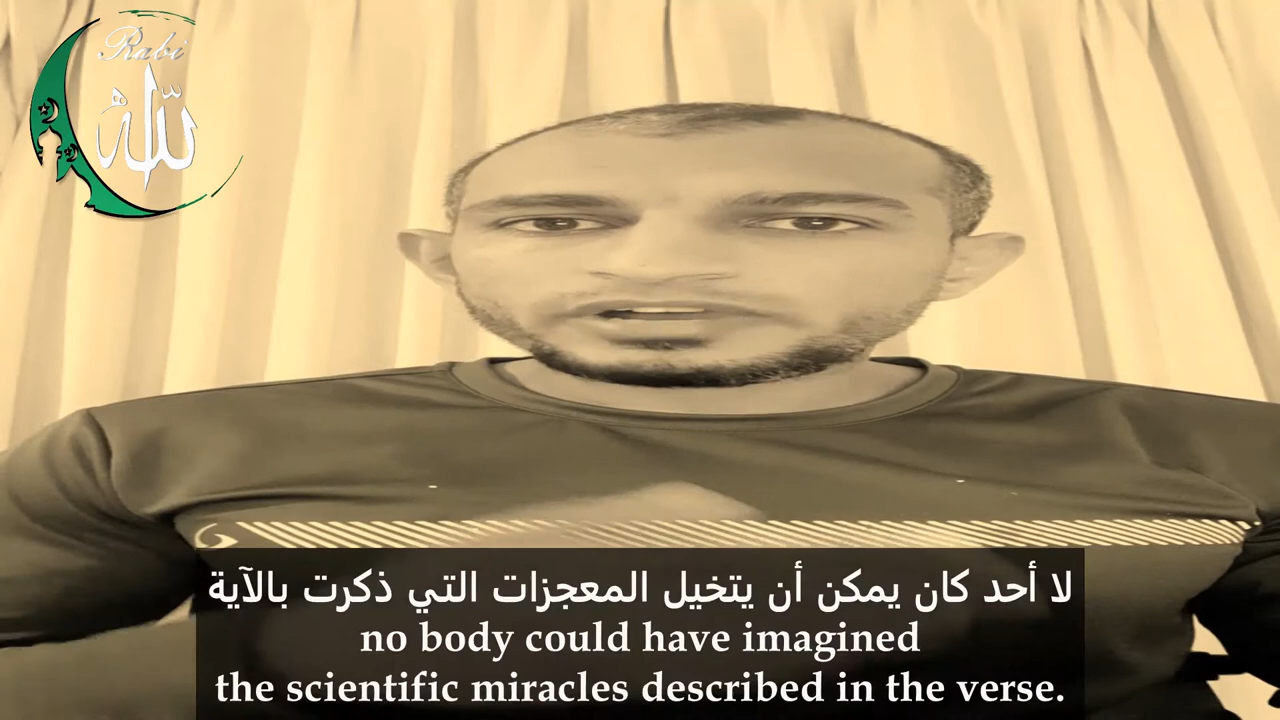 Rabi
الله
لا أحد كان يمكن أن يتخيل المعجزات التي ذكرت بالآية
no body could have imagined
the scientific miracles described in the verse.